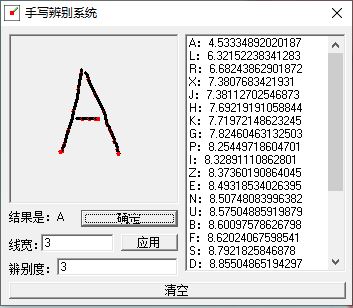 手写辨别系统
A: 4.53334892020187
L: 6.32152238341283
R: 6.68243862901872
X: 7.3807683421931
J: 7.38112702546873
H: 7.69219191058844
K: 7.71972148623245
G: 7.82460463132503
P: 8.25449718604701
I: 8.32891110862801
Z: 8.37360190864045
E: 8.49318534026395
N: 8.50748083996382
U: 8.57504885919879
B: 8.60097578626798
F: 8.62024067598541
S: 8.7921825846878
D: 8.85504865194297
A
结果是: A
确定
线宽: 3
应用
辨别度: 3
清空